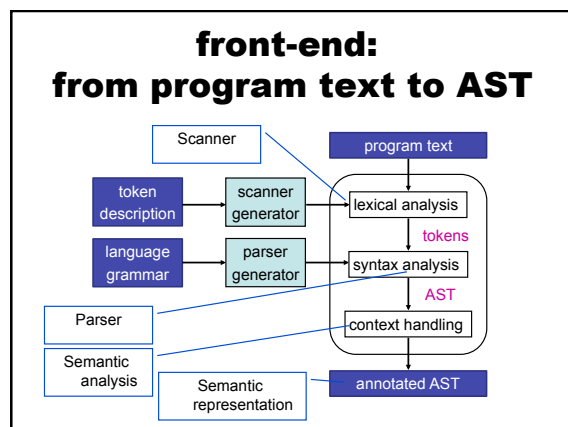 front-end:
from program text to AST
Scanner
program text
token
description
scanner
generator
lexical analysis
tokens
language
grammar
parser
generator
syntax analysis
AST
Parser
context handling
Semantic
analysis
Semantic
representation
annotated AST